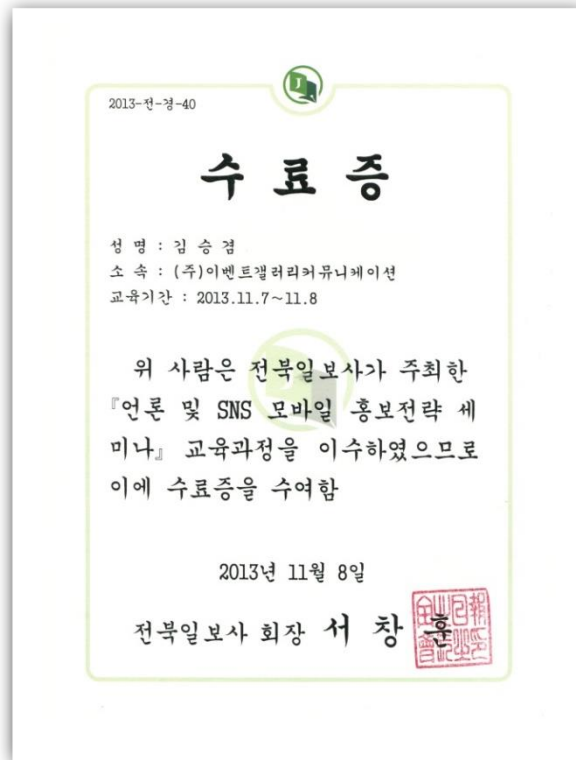 2013-전-경-40
수 료 증
성 명 : 김 승 겸
소 속 : (주)이벤트갤러리커뮤니케이션
교육기간 : 2013.11.7~11.8
위 사람은 전북일보사가 주최한
『언론 및 SNS 모바일 홍보전략 세
미나』 교육과정을 이수하였으므로
이에 수료증을 수여함
2013년 11월 8일
전북일보사 회장 서 창 훈